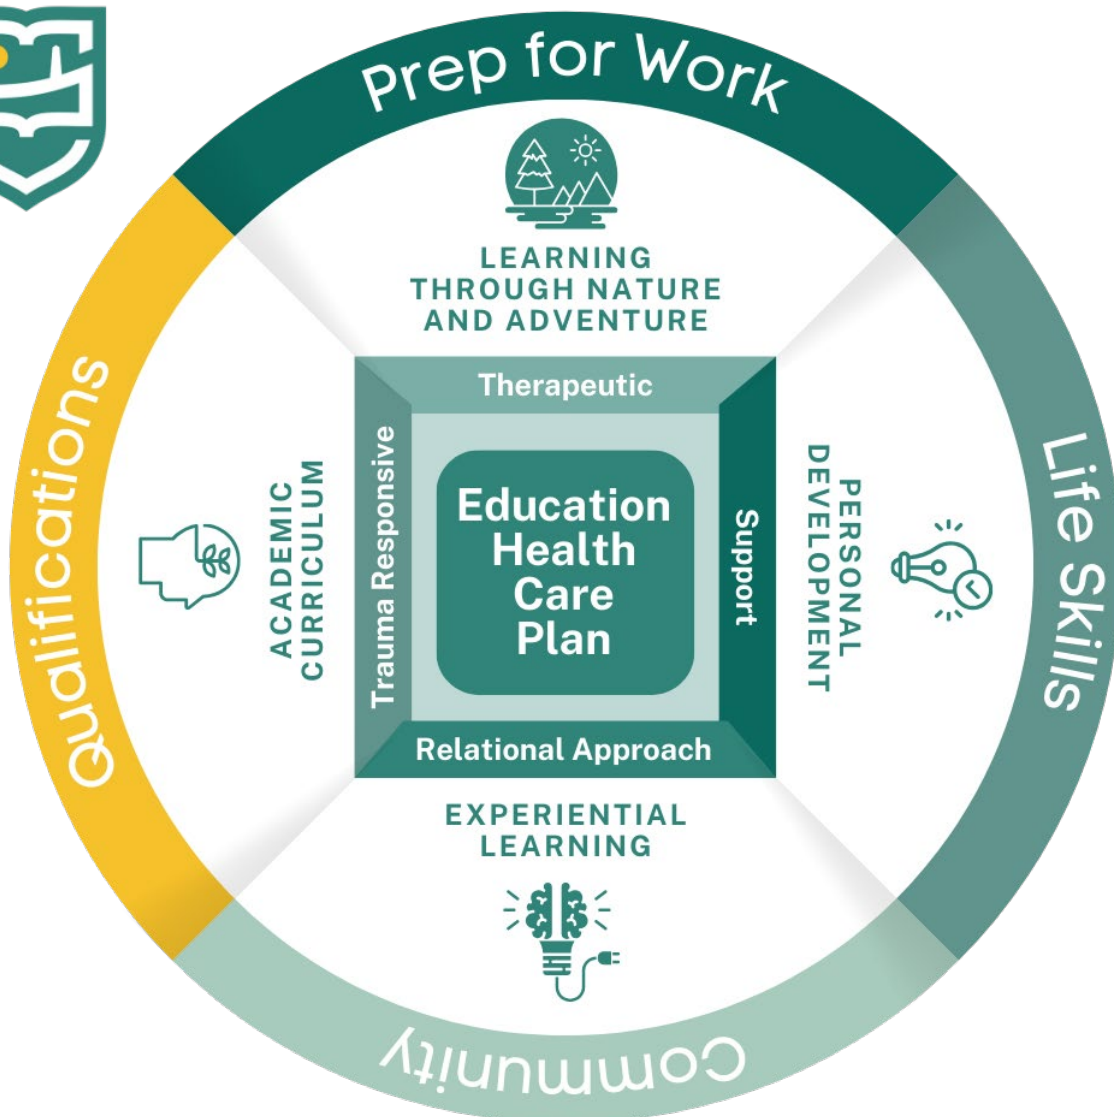 Prep for Work
LEARNING
THROUGH NATURE
AND ADVENTURE
Therapeutic
Qualifications
ACADEMIC
CURRICULUM
Trauma Responsive
Education
Health
Care
Plan
Support
PERSONAL
DEVELOPMENT
Life Skills
Relational Approach
EXPERIENTIAL
LEARNING
Community